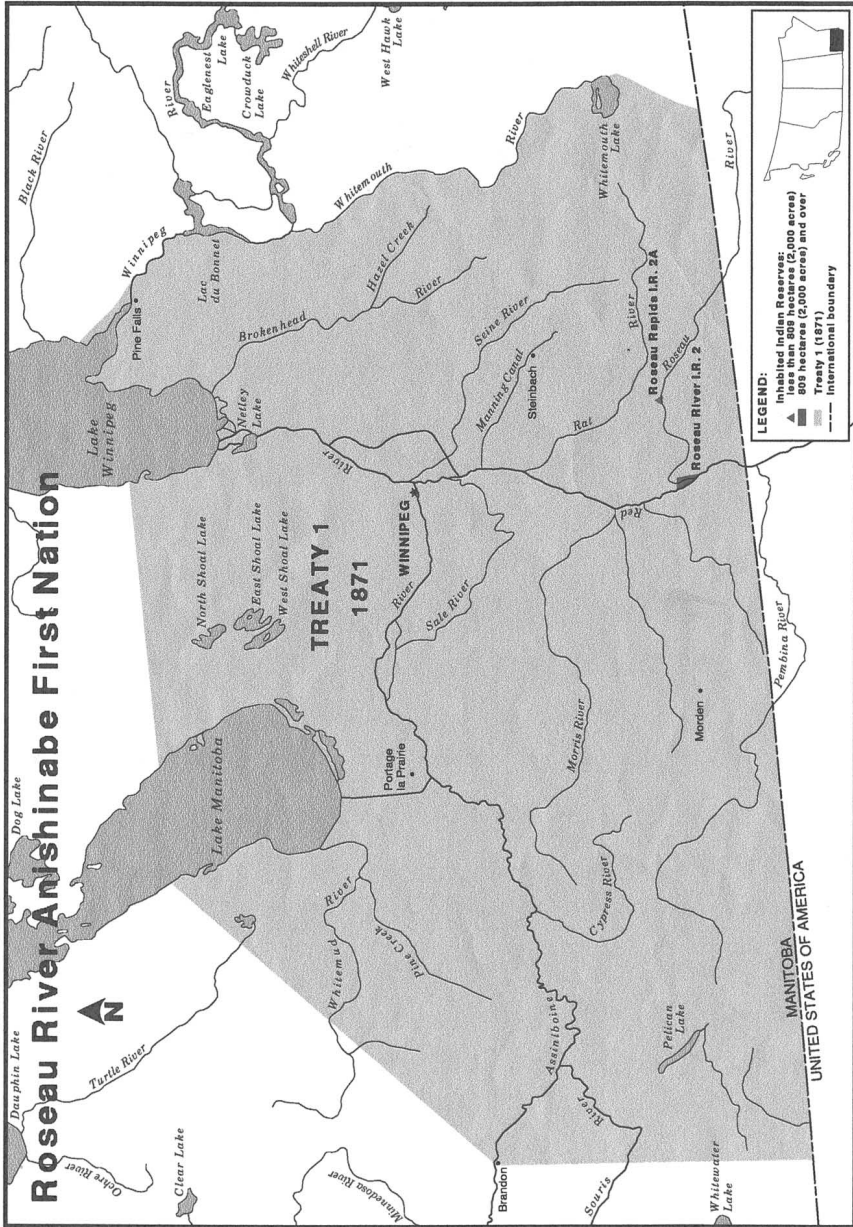 Roseau River Anishinabe First Nation
N
Dauphin Lake
Dog Lake
Ochre River
Clear Lake
Turtle River
Minnedosa River
Lake Manitoba
North Shoal Lake
East Shoal Lake
West Shoal Lake
TREATY 1
1871
Lake
Winnipeg
Netley
Lake
Black River
Winnipeg
River
Pine Falls
Lac
du Bonnet
Eaglenest
Lake
Crowduck
Lake
Whiteshell River
West Hawk
Lake
Brokenhead
River
Hazel Creek
Whitemouth
River
Whitemouth
Lake
Whitemud
River
Pine Creek
Portage
la Prairie
River
WINNIPEG
River
Sale River
Seine River
Manning Canal
Steinbach
Brandon
Assiniboine
Souris
River
Cypress River
Morris River
Rat
River
Roseau Rapids I.R. 2A
Roseau
River
Roseau River I.R. 2
Red
Morden
Pelican
Lake
Whitewater
Lake
Pembina River
MANITOBA
UNITED STATES OF AMERICA
LEGEND:
Inhabited Indian Reserves:
less than 809 hectares (2,000 acres)
809 hectares (2,000 acres) and over
Treaty 1 (1871)
International boundary